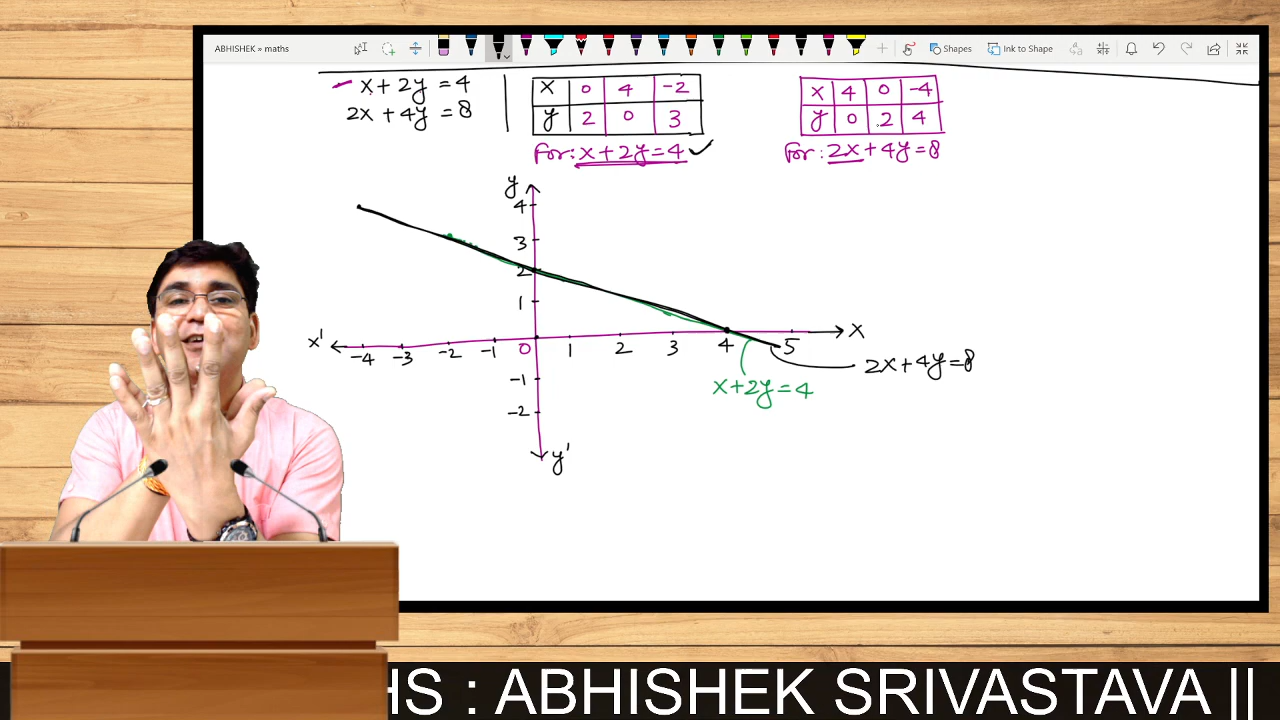 ABHISHEK » maths
Shapes
Ink to Shape
x + 2y = 4
2x + 4y = 8
x 0 4 -2
y 2 0 3
For: x + 2y = 4 ✓
x 4 0 -4
y 0 2 4
For: 2x + 4y = 8
y
4
3
2
1
x' -4 -3 -2 -1 0 1 2 3 4 5 x
-1
-2
y'
x + 2y = 4
2x + 4y = 8
HS : ABHISHEK SRIVASTAVA ||